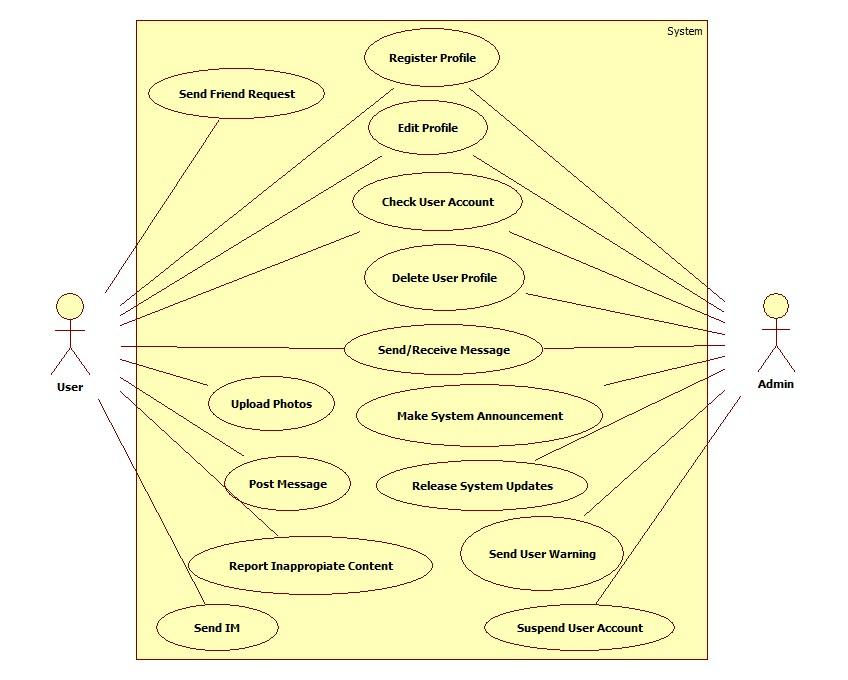 System
Register Profile
Send Friend Request
Edit Profile
Check User Account
Delete User Profile
Send/Receive Message
User
Admin
Upload Photos
Make System Announcement
Post Message
Release System Updates
Send User Warning
Report Inappropiate Content
Send IM
Suspend User Account